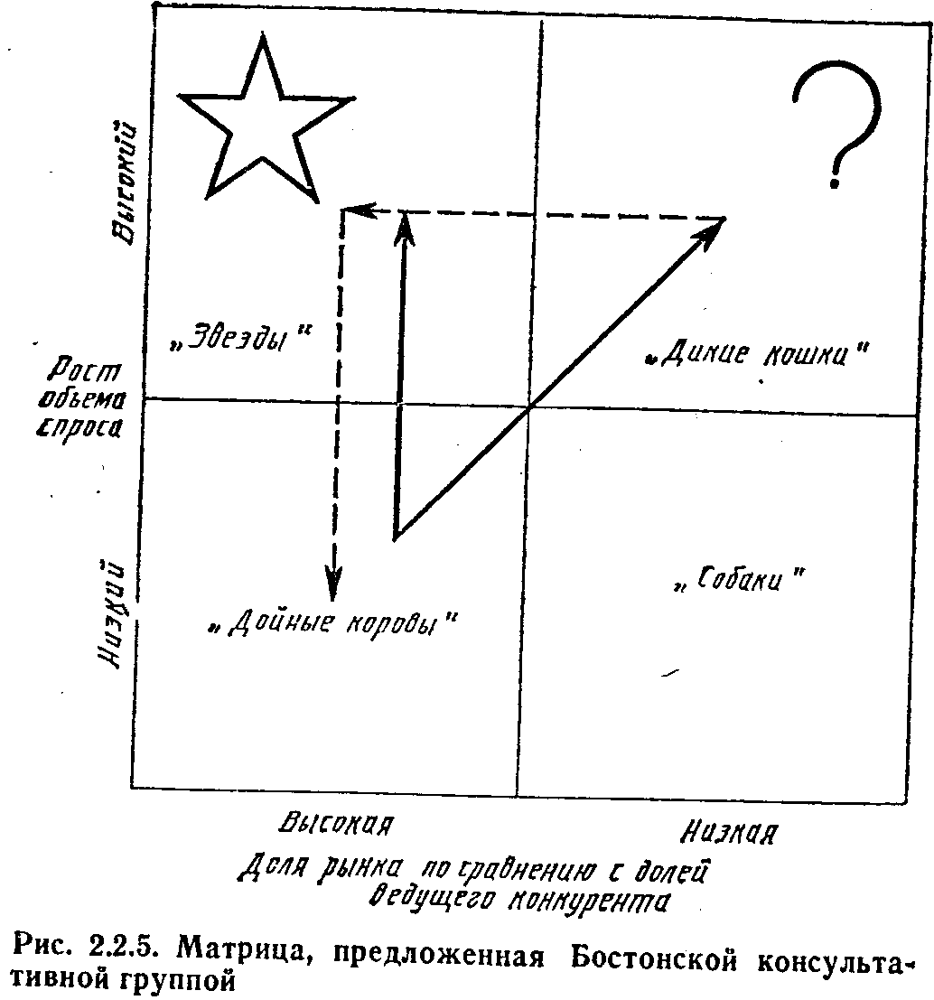 Высокий
„Звезды"
„Дикие кошки"
Рост
объема
спроса
Низкий
„Дойные коровы"
„Собаки"
Высокая
Низкая
Доля рынка по сравнению с долей
ведущего конкурента
Рис. 2.2.5. Матрица, предложенная Бостонской консульта-
тивной группой